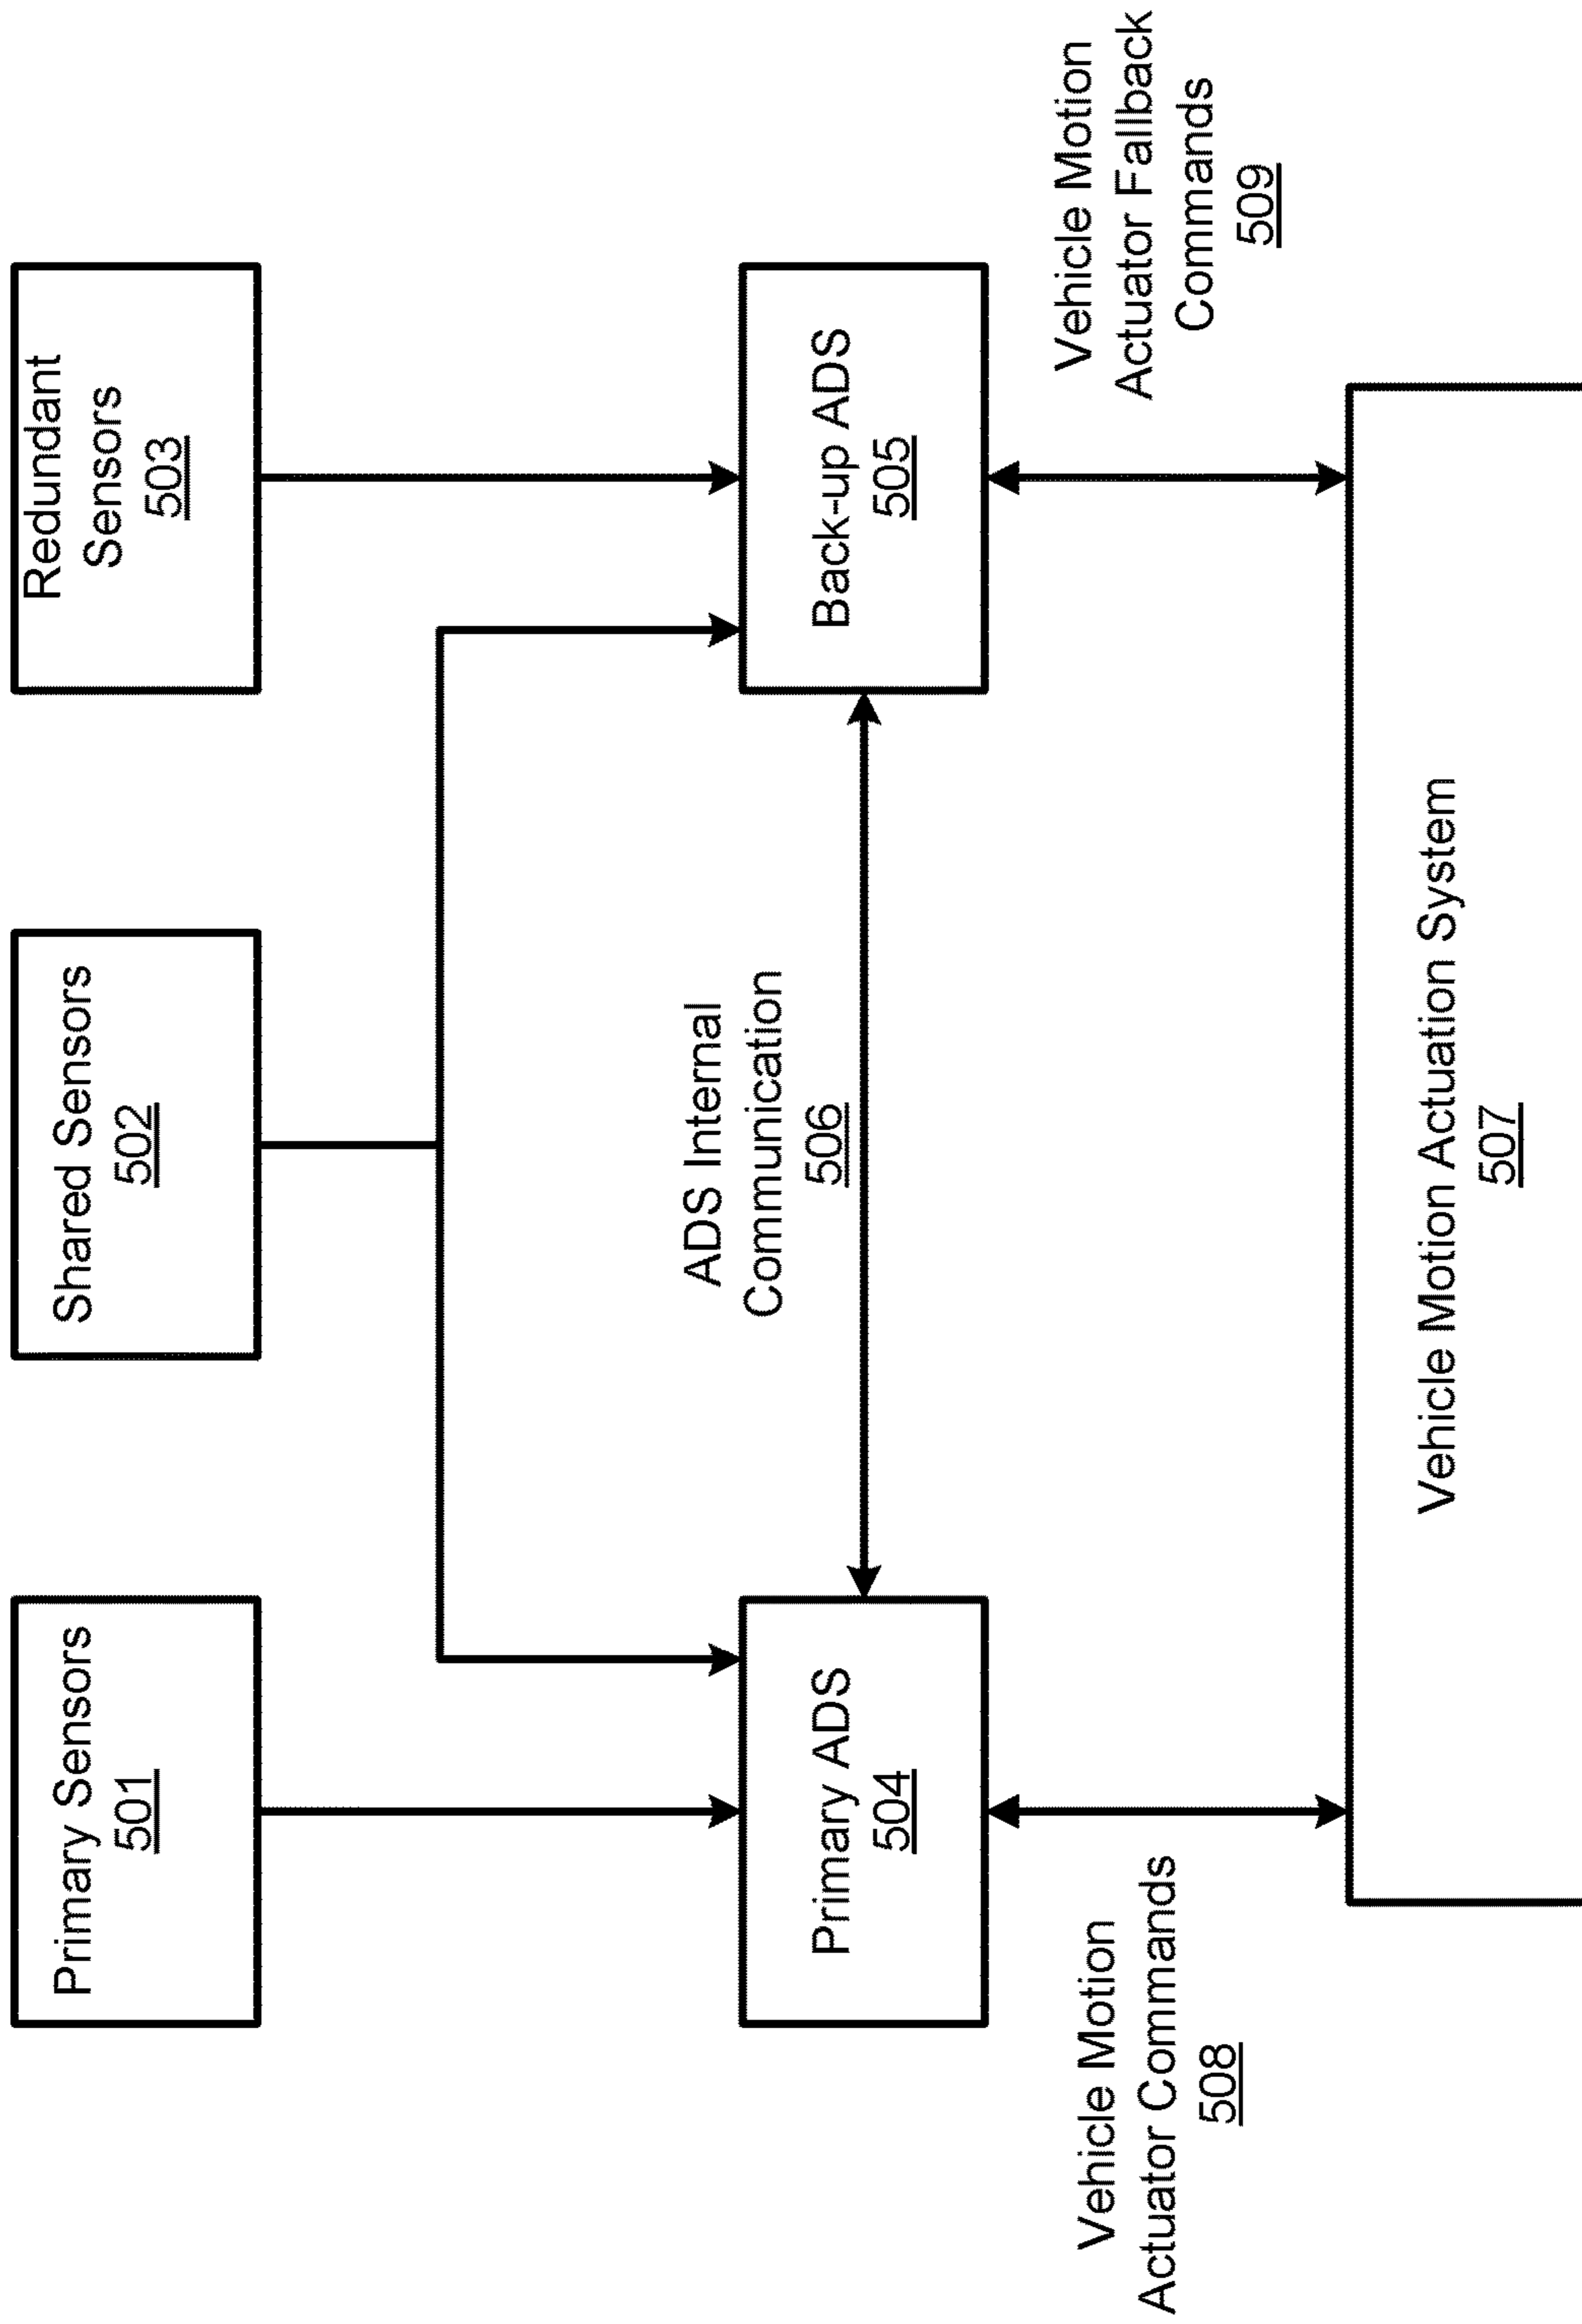 Primary Sensors
501
Shared Sensors
502
Redundant
Sensors
503
ADS Internal
Communication
506
Primary ADS
504
Back-up ADS
505
Vehicle Motion
Actuator Commands
508
Vehicle Motion
Actuator Fallback
Commands
509
Vehicle Motion Actuation System
507